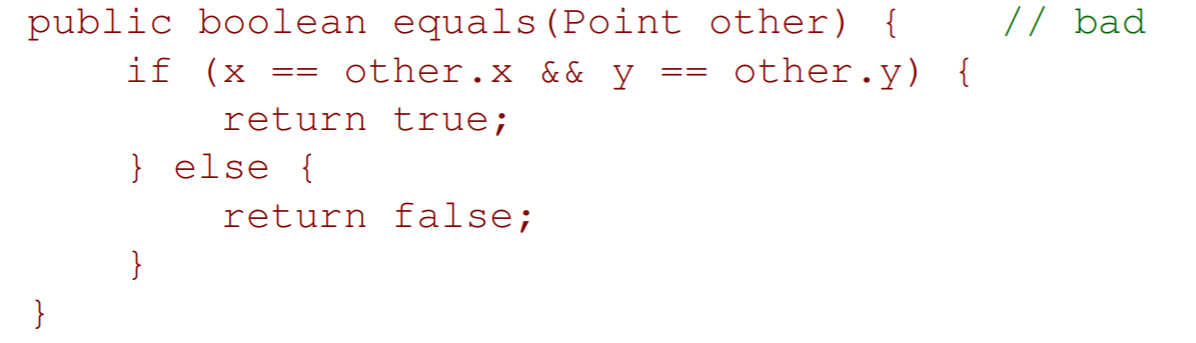 public boolean equals(Point other) {    // bad
    if (x == other.x && y == other.y) {
        return true;
    } else {
        return false;
    }
}